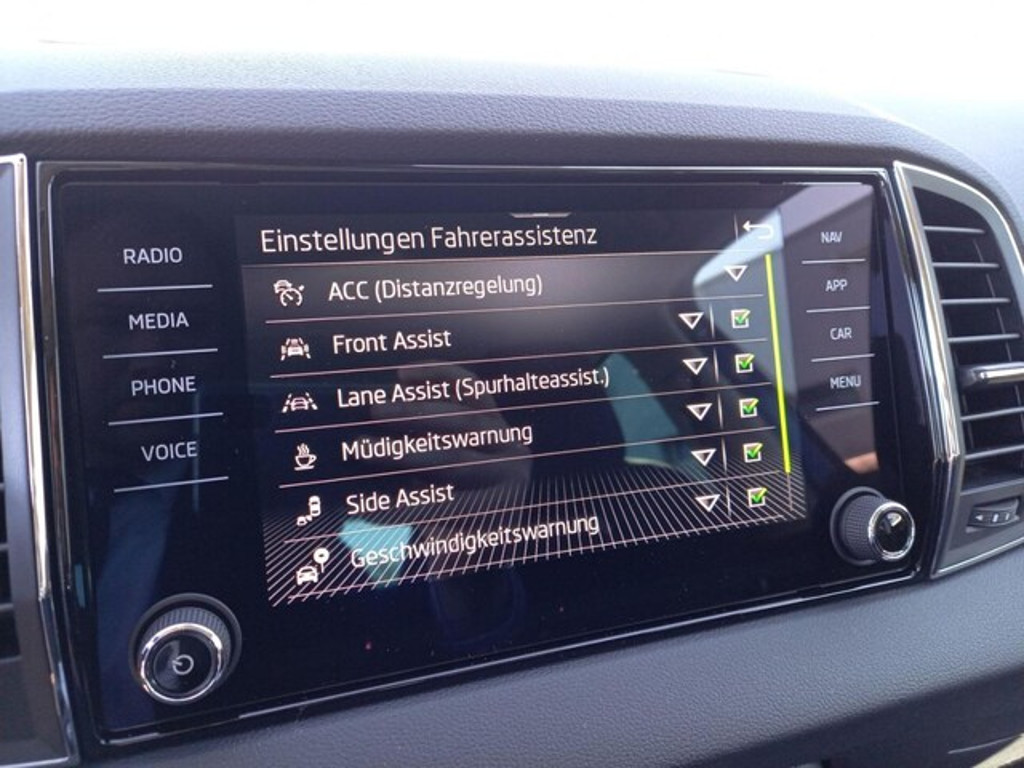 RADIO
MEDIA
PHONE
VOICE
Einstellungen Fahrerassistenz
ACC (Distanzregelung)
Front Assist
Lane Assist (Spurhalteassist.)
Müdigkeitswarnung
Side Assist
Geschwindigkeitswarnung
NAV
APP
CAR
MENU